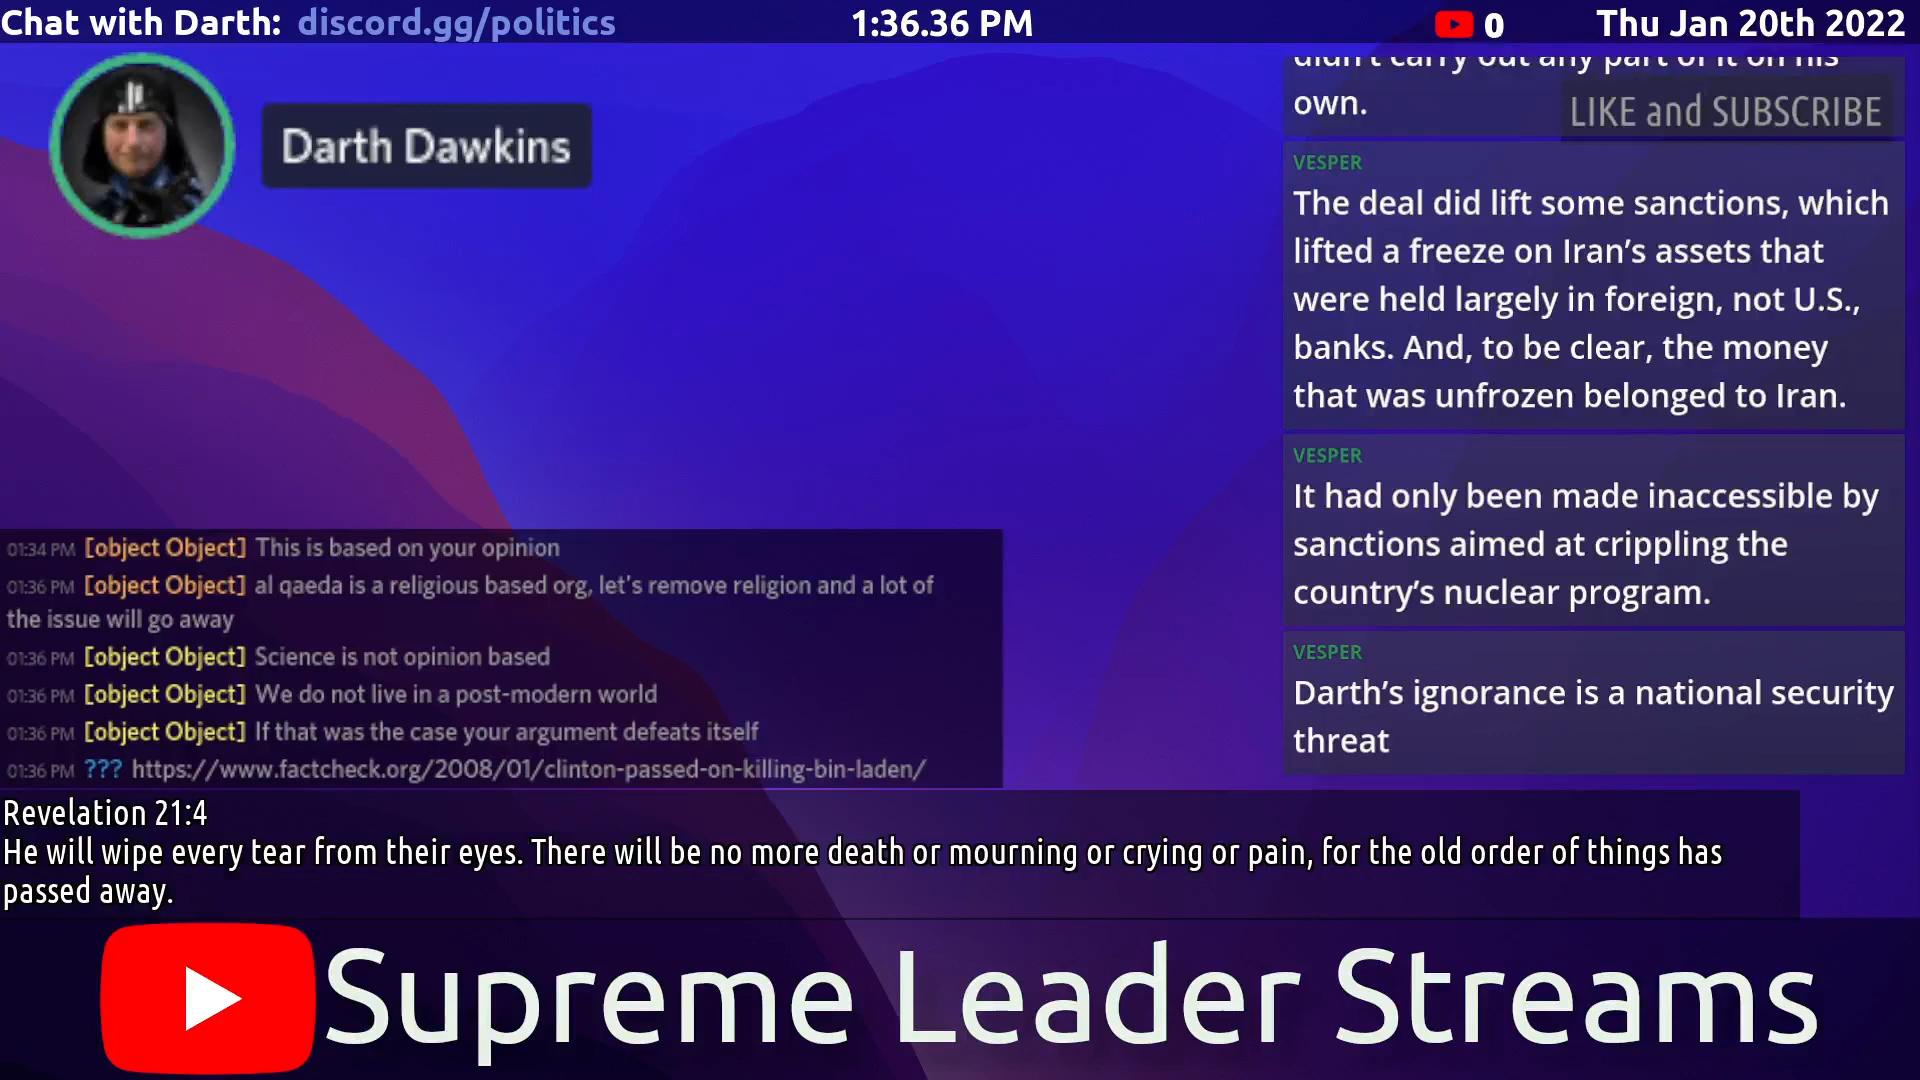 Chat with Darth: discord.gg/politics
1:36.36 PM
0
Thu Jan 20th 2022
Darth Dawkins
didn't carry out any part of it on his
own.
LIKE and SUBSCRIBE
VESPER
The deal did lift some sanctions, which
lifted a freeze on Iran’s assets that
were held largely in foreign, not U.S.,
banks. And, to be clear, the money
that was unfrozen belonged to Iran.
VESPER
It had only been made inaccessible by
sanctions aimed at crippling the
country’s nuclear program.
VESPER
Darth’s ignorance is a national security
threat
01:34 PM [object Object] This is based on your opinion
01:36 PM [object Object] al qaeda is a religious based org, let's remove religion and a lot of
the issue will go away
01:36 PM [object Object] Science is not opinion based
01:36 PM [object Object] We do not live in a post-modern world
01:36 PM [object Object] If that was the case your argument defeats itself
01:36 PM ??? https://www.factcheck.org/2008/01/clinton-passed-on-killing-bin-laden/
Revelation 21:4
He will wipe every tear from their eyes. There will be no more death or mourning or crying or pain, for the old order of things has
passed away.
Supreme Leader Streams